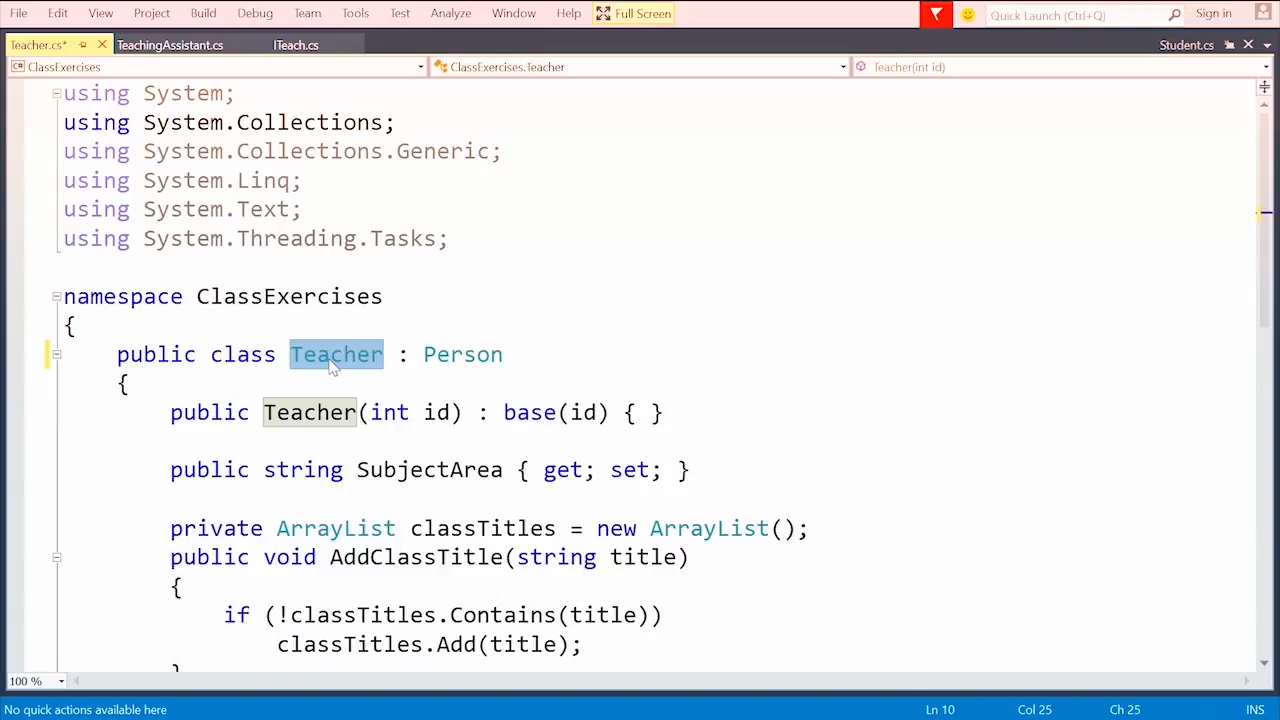 File Edit View Project Build Debug Team Tools Test Analyze Window Help Full Screen Quick Launch (Ctrl+Q) Sign in
Teacher.cs* TeachingAssistant.cs ITeach.cs Student.cs
C# ClassExercises ClassExercises.Teacher Teacher(int id)
using System;
using System.Collections;
using System.Collections.Generic;
using System.Linq;
using System.Text;
using System.Threading.Tasks;
namespace ClassExercises
{
public class Teacher : Person
{
public Teacher(int id) : base(id) { }
public string SubjectArea { get; set; }
private ArrayList classTitles = new ArrayList();
public void AddClassTitle(string title)
{
if (!classTitles.Contains(title))
classTitles.Add(title);
}
100 %
No quick actions available here Ln 10 Col 25 Ch 25 INS